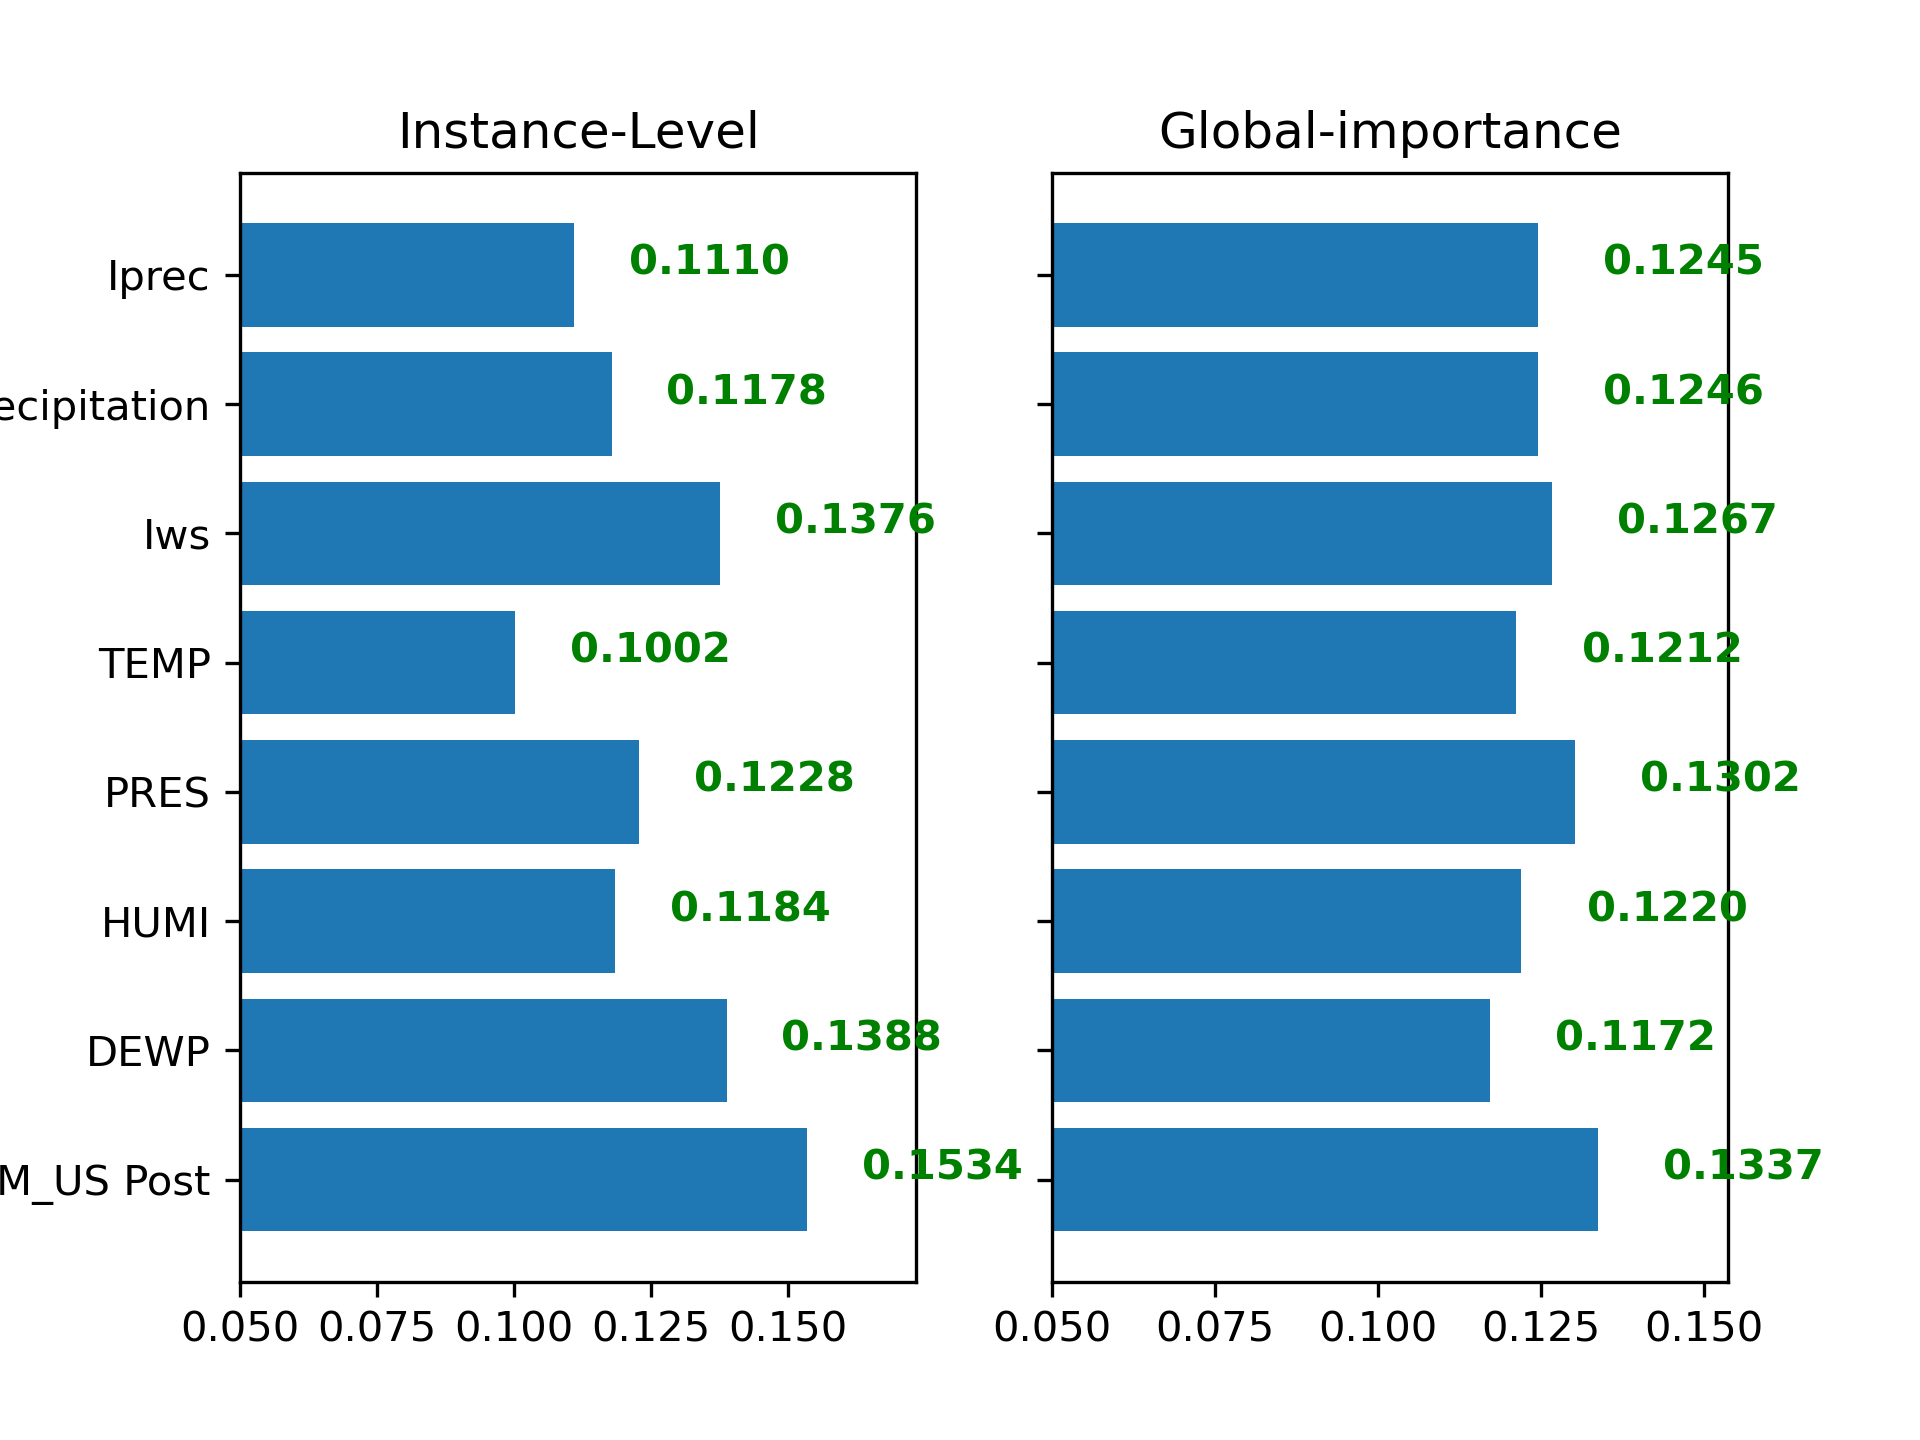 Instance-Level Global-importance
Iprec 0.1110 0.1245
ecipitation 0.1178 0.1246
Iws 0.1376 0.1267
TEMP 0.1002 0.1212
PRES 0.1228 0.1302
HUMI 0.1184 0.1220
DEWP 0.1388 0.1172
M_US Post 0.1534 0.1337
0.050 0.075 0.100 0.125 0.150 0.050 0.075 0.100 0.125 0.150